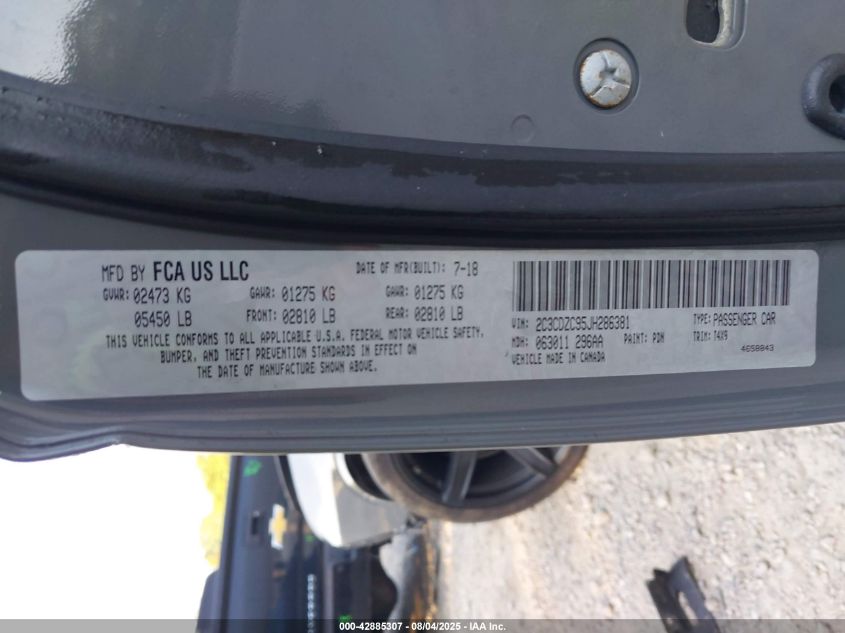 MFD BY FCA US LLC
DATE OF MFR(BUILT): 7-18
GVWR: 02473 KG GAWR: 01275 KG GAWR: 01275 KG
05450 LB FRONT: 02810 LB REAR: 02810 LB
THIS VEHICLE CONFORMS TO ALL APPLICABLE U.S.A. FEDERAL MOTOR VEHICLE SAFETY,
BUMPER, AND THEFT PREVENTION STANDARDS IN EFFECT ON
THE DATE OF MANUFACTURE SHOWN ABOVE.
VIN: 2C3CDZC95JH286381 TYPE: PASSENGER CAR
MDH: 063011 296AA PAINT: PDN TRIM: T4X9
VEHICLE MADE IN CANADA 4658843
000-42885307 - 08/04/2025 - IAA Inc.